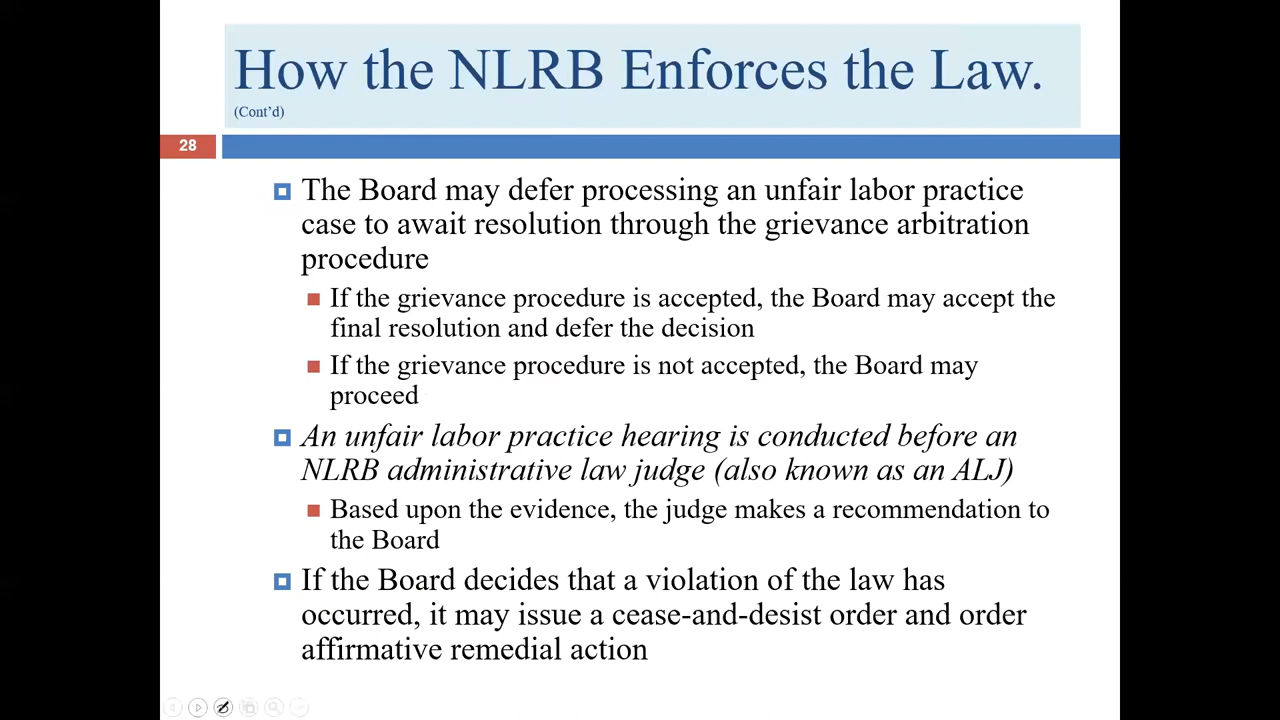 How the NLRB Enforces the Law.
(Cont’d)
28
The Board may defer processing an unfair labor practice
case to await resolution through the grievance arbitration
procedure
If the grievance procedure is accepted, the Board may accept the
final resolution and defer the decision
If the grievance procedure is not accepted, the Board may
proceed
An unfair labor practice hearing is conducted before an
NLRB administrative law judge (also known as an ALJ)
Based upon the evidence, the judge makes a recommendation to
the Board
If the Board decides that a violation of the law has
occurred, it may issue a cease-and-desist order and order
affirmative remedial action